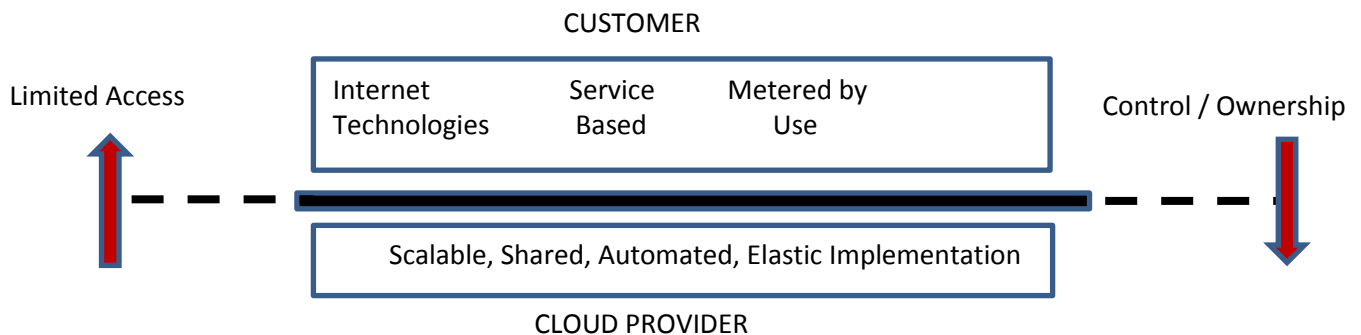 CUSTOMER
Limited Access
Internet Technologies
Service Based
Metered by Use
Control / Ownership
Scalable, Shared, Automated, Elastic Implementation
CLOUD PROVIDER